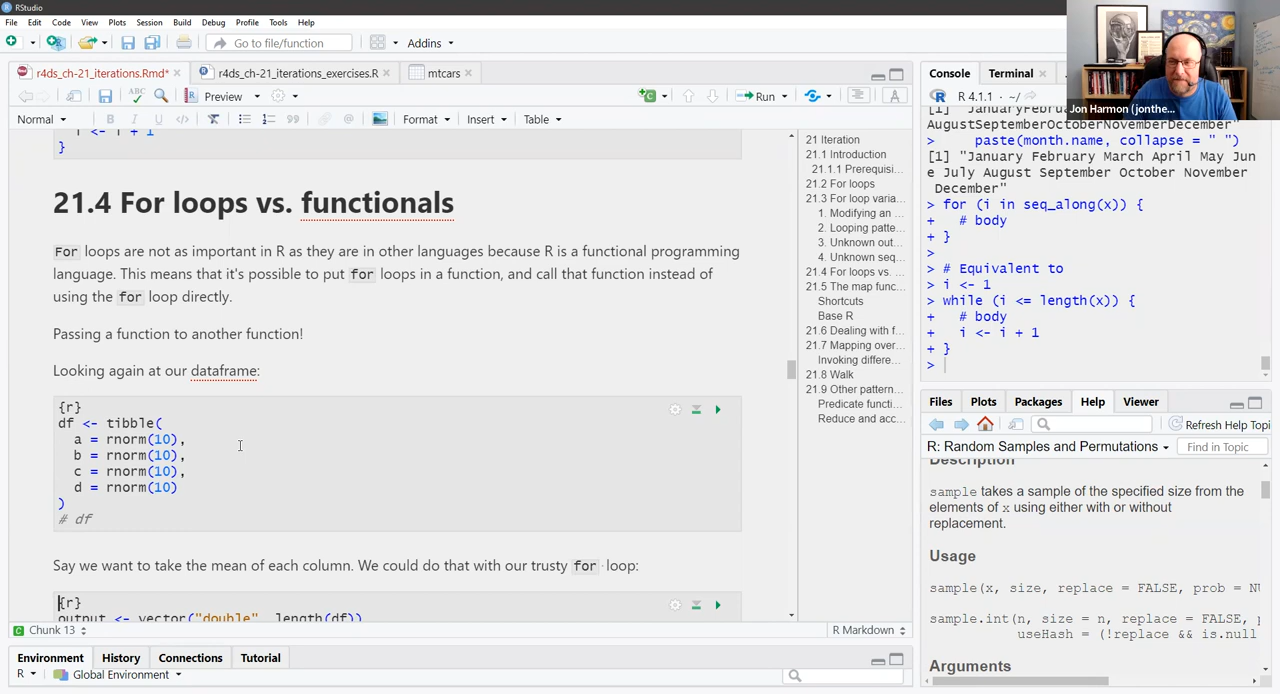 RStudio
File Edit Code View Plots Session Build Debug Profile Tools Help
Go to file/function Addins
r4ds_ch-21_iterations.Rmd* r4ds_ch-21_iterations_exercises.R mtcars
ABC Preview Run
Normal B I U Format Insert Table
i <- i + 1
}
21.4 For loops vs. functionals
For loops are not as important in R as they are in other languages because R is a functional programming
language. This means that it's possible to put for loops in a function, and call that function instead of
using the for loop directly.
Passing a function to another function!
Looking again at our dataframe:
{r}
df <- tibble(
a = rnorm(10),
b = rnorm(10),
c = rnorm(10),
d = rnorm(10)
)
# df
Say we want to take the mean of each column. We could do that with our trusty for loop:
{r}
output <- vector("double", length(df))
Chunk 13 R Markdown
21 Iteration
21.1 Introduction
21.1.1 Prerequisi...
21.2 For loops
21.3 For loop varia...
1. Modifying an ...
2. Looping patte...
3. Unknown out...
4. Unknown seq...
21.4 For loops vs. ...
21.5 The map func...
Shortcuts
Base R
21.6 Dealing with f...
21.7 Mapping over...
Invoking differe...
21.8 Walk
21.9 Other pattern...
Predicate functi...
Reduce and acc...
Environment History Connections Tutorial
R Global Environment
Console Terminal
R 4.1.1 · ~/
Jon Harmon (jonthe...
[1] "JanuaryFebruar
AugustSeptemberOctoberNovemberDecember"
> paste(month.name, collapse = " ")
[1] "January February March April May Jun
e July August September October November
December"
> for (i in seq_along(x)) {
+ # body
+ }
>
> # Equivalent to
> i <- 1
> while (i <= length(x)) {
+ # body
+ i <- i + 1
+ }
>
Files Plots Packages Help Viewer
Refresh Help Topi
R: Random Samples and Permutations Find in Topic
Description
sample takes a sample of the specified size from the
elements of x using either with or without
replacement.
Usage
sample(x, size, replace = FALSE, prob = NU
sample.int(n, size = n, replace = FALSE, p
useHash = (!replace && is.null
Arguments